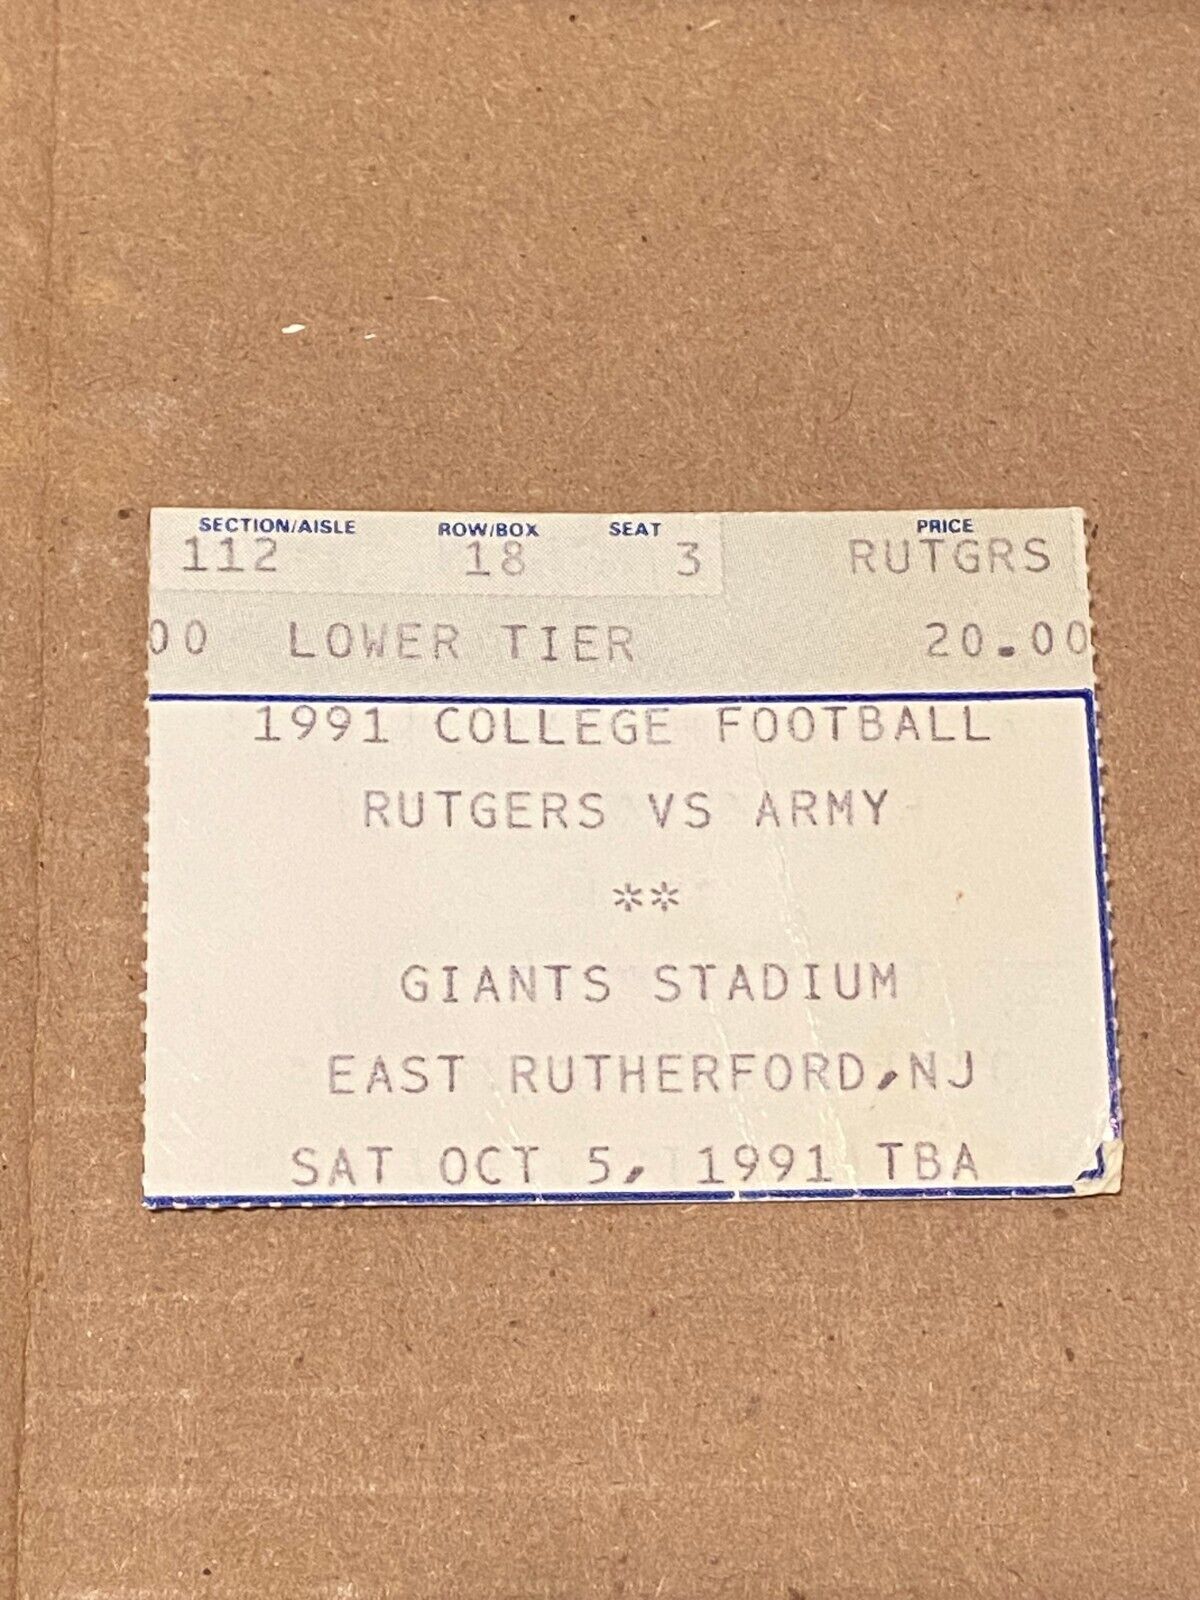 SECTION/AISLE ROW/BOX SEAT PRICE
112 18 3 RUTGRS
00 LOWER TIER 20.00
1991 COLLEGE FOOTBALL
RUTGERS VS ARMY
**
GIANTS STADIUM
EAST RUTHERFORD,NJ
SAT OCT 5, 1991 TBA